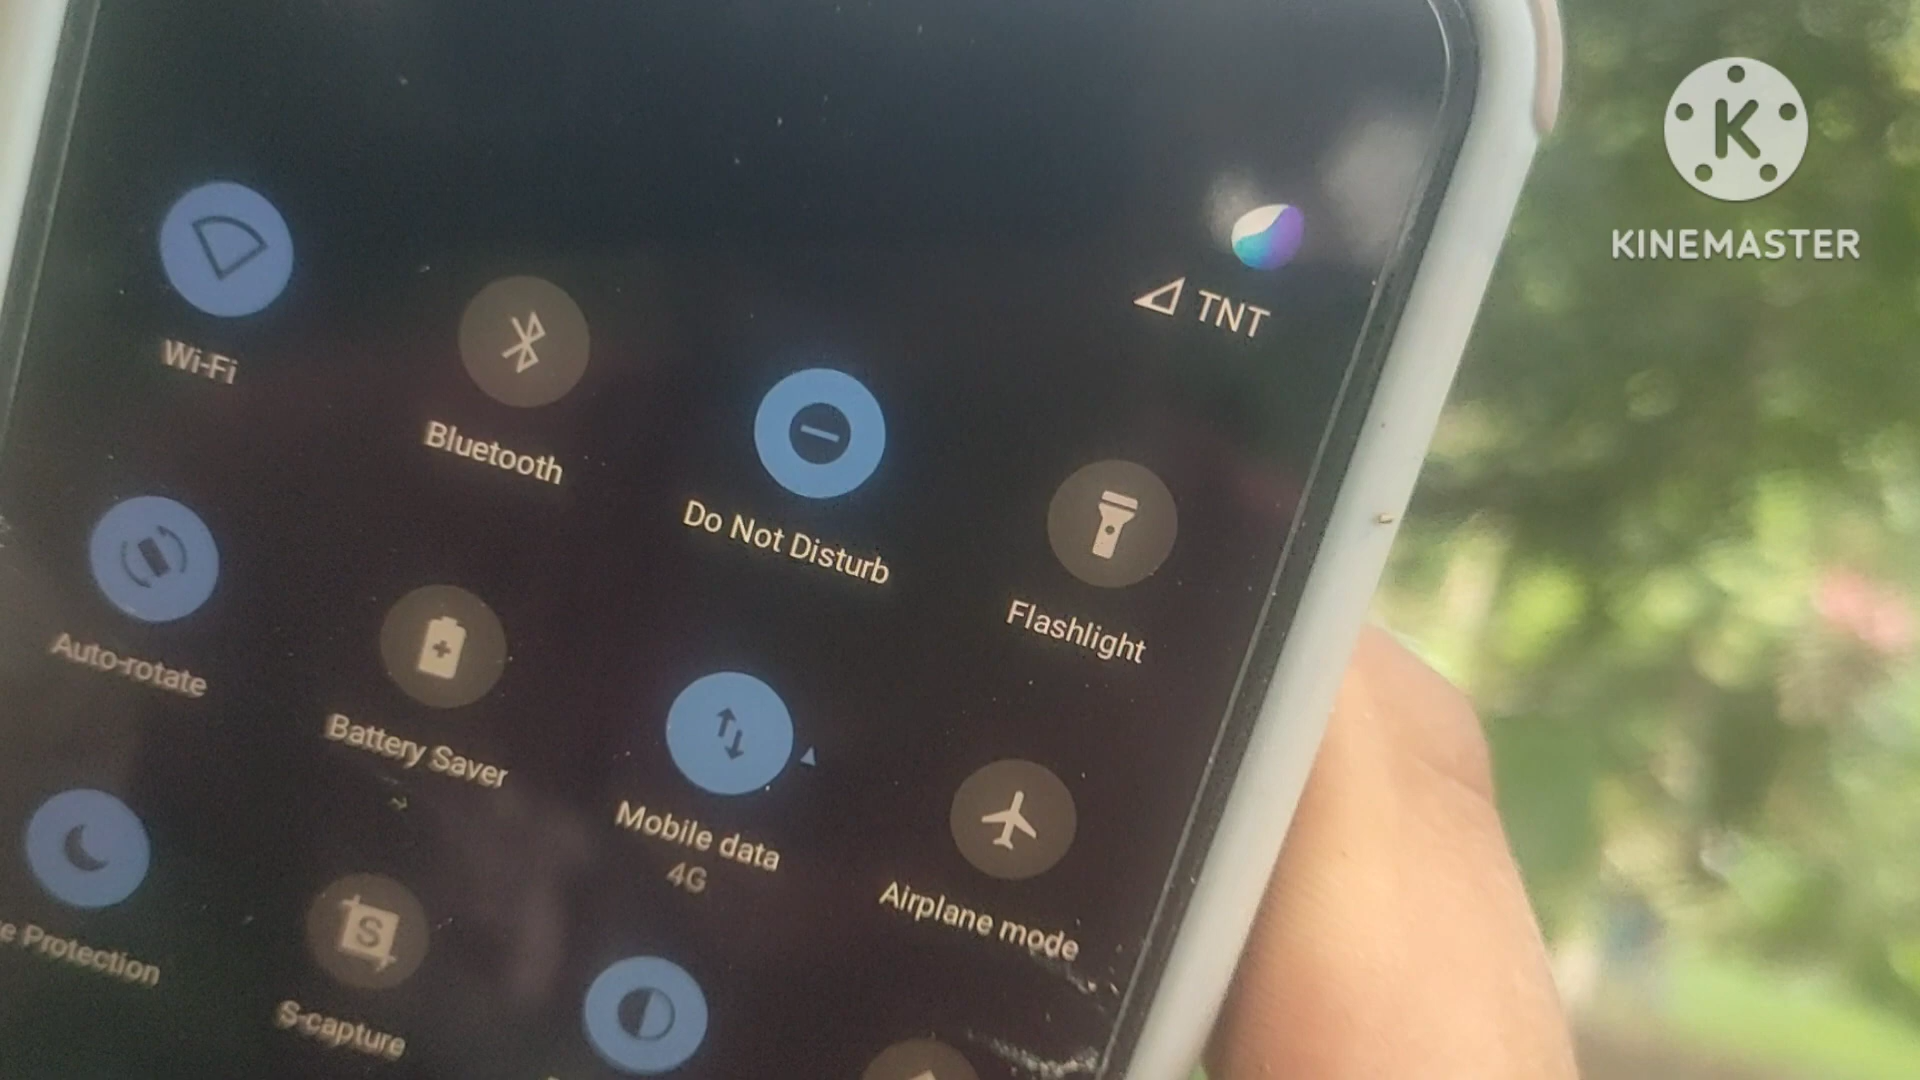 K
KINEMASTER
TNT
Wi-Fi
Bluetooth
Do Not Disturb
Flashlight
Auto-rotate
Battery Saver
Mobile data
4G
Airplane mode
e Protection
S
S-capture